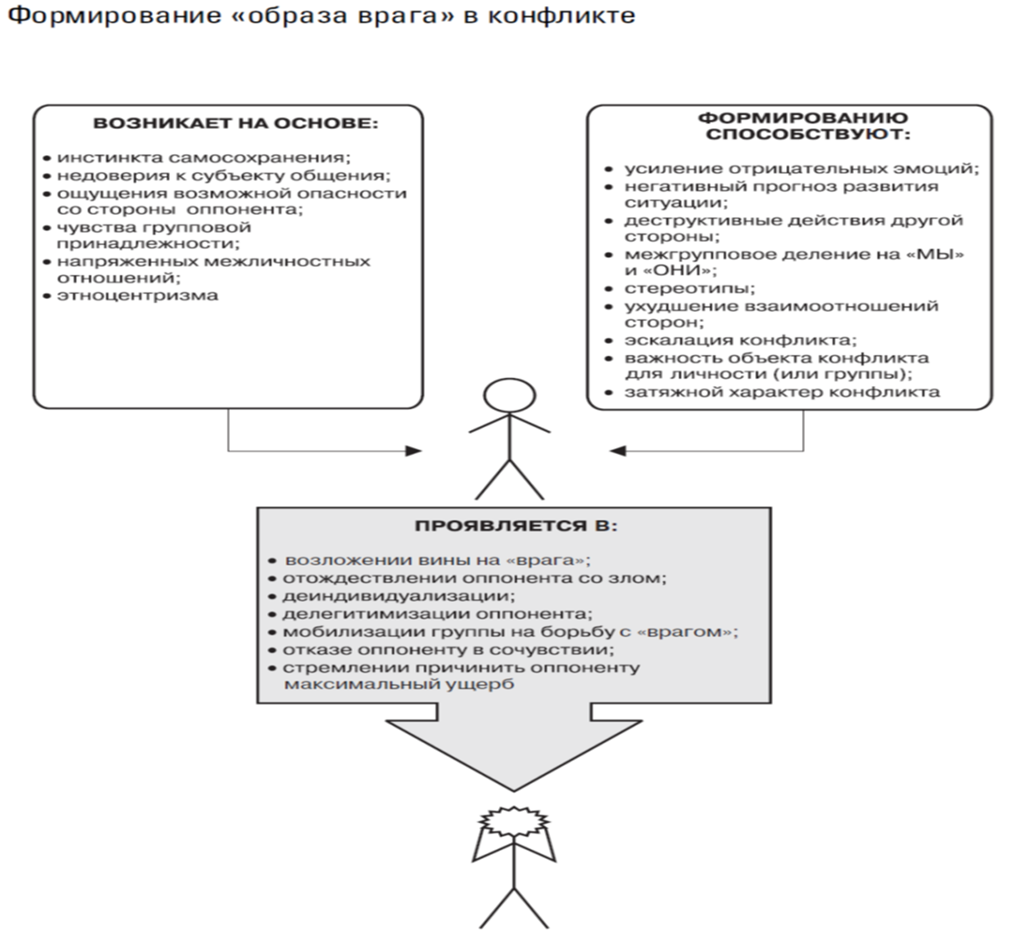 Формирование «образа врага» в конфликте
ВОЗНИКАЕТ НА ОСНОВЕ:
• инстинкта самосохранения;
• недоверия к субъекту общения;
• ощущения возможной опасности
со стороны оппонента;
• чувства групповой
принадлежности;
• напряженных межличностных
отношений;
• этноцентризма
ФОРМИРОВАНИЮ
СПОСОБСТВУЮТ:
• усиление отрицательных эмоций;
• негативный прогноз развития
ситуации;
• деструктивные действия другой
стороны;
• межгрупповое деление на «МЫ»
и «ОНИ»;
• стереотипы;
• ухудшение взаимоотношений
сторон;
• эскалация конфликта;
• важность объекта конфликта
для личности (или группы);
• затяжной характер конфликта
ПРОЯВЛЯЕТСЯ В:
• возложении вины на «врага»;
• отождествлении оппонента со злом;
• деиндивидуализации;
• делегитимизации оппонента;
• мобилизации группы на борьбу с «врагом»;
• отказе оппоненту в сочувствии;
• стремлении причинить оппоненту
максимальный ущерб